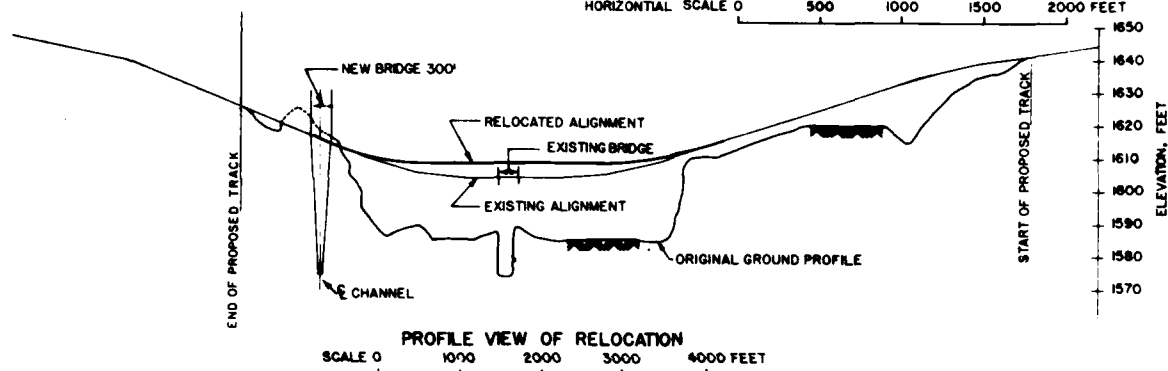 HORIZONTIAL SCALE 0 500 1000 1500 2000 FEET
1650
1640
NEW BRIDGE 300'
1630
RELOCATED ALIGNMENT
1620
EXISTING BRIDGE
1610
1600
EXISTING ALIGNMENT
1590
ORIGINAL GROUND PROFILE
1580
℄ CHANNEL
1570
ELEVATION, FEET
END OF PROPOSED TRACK
START OF PROPOSED TRACK
PROFILE VIEW OF RELOCATION
SCALE 0 1000 2000 3000 4000 FEET